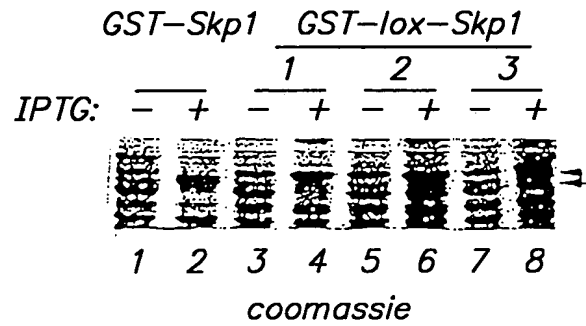 GST-Skp1 GST-lox-Skp1
1 2 3
IPTG: - + - + - + - +
1 2 3 4 5 6 7 8
coomassie